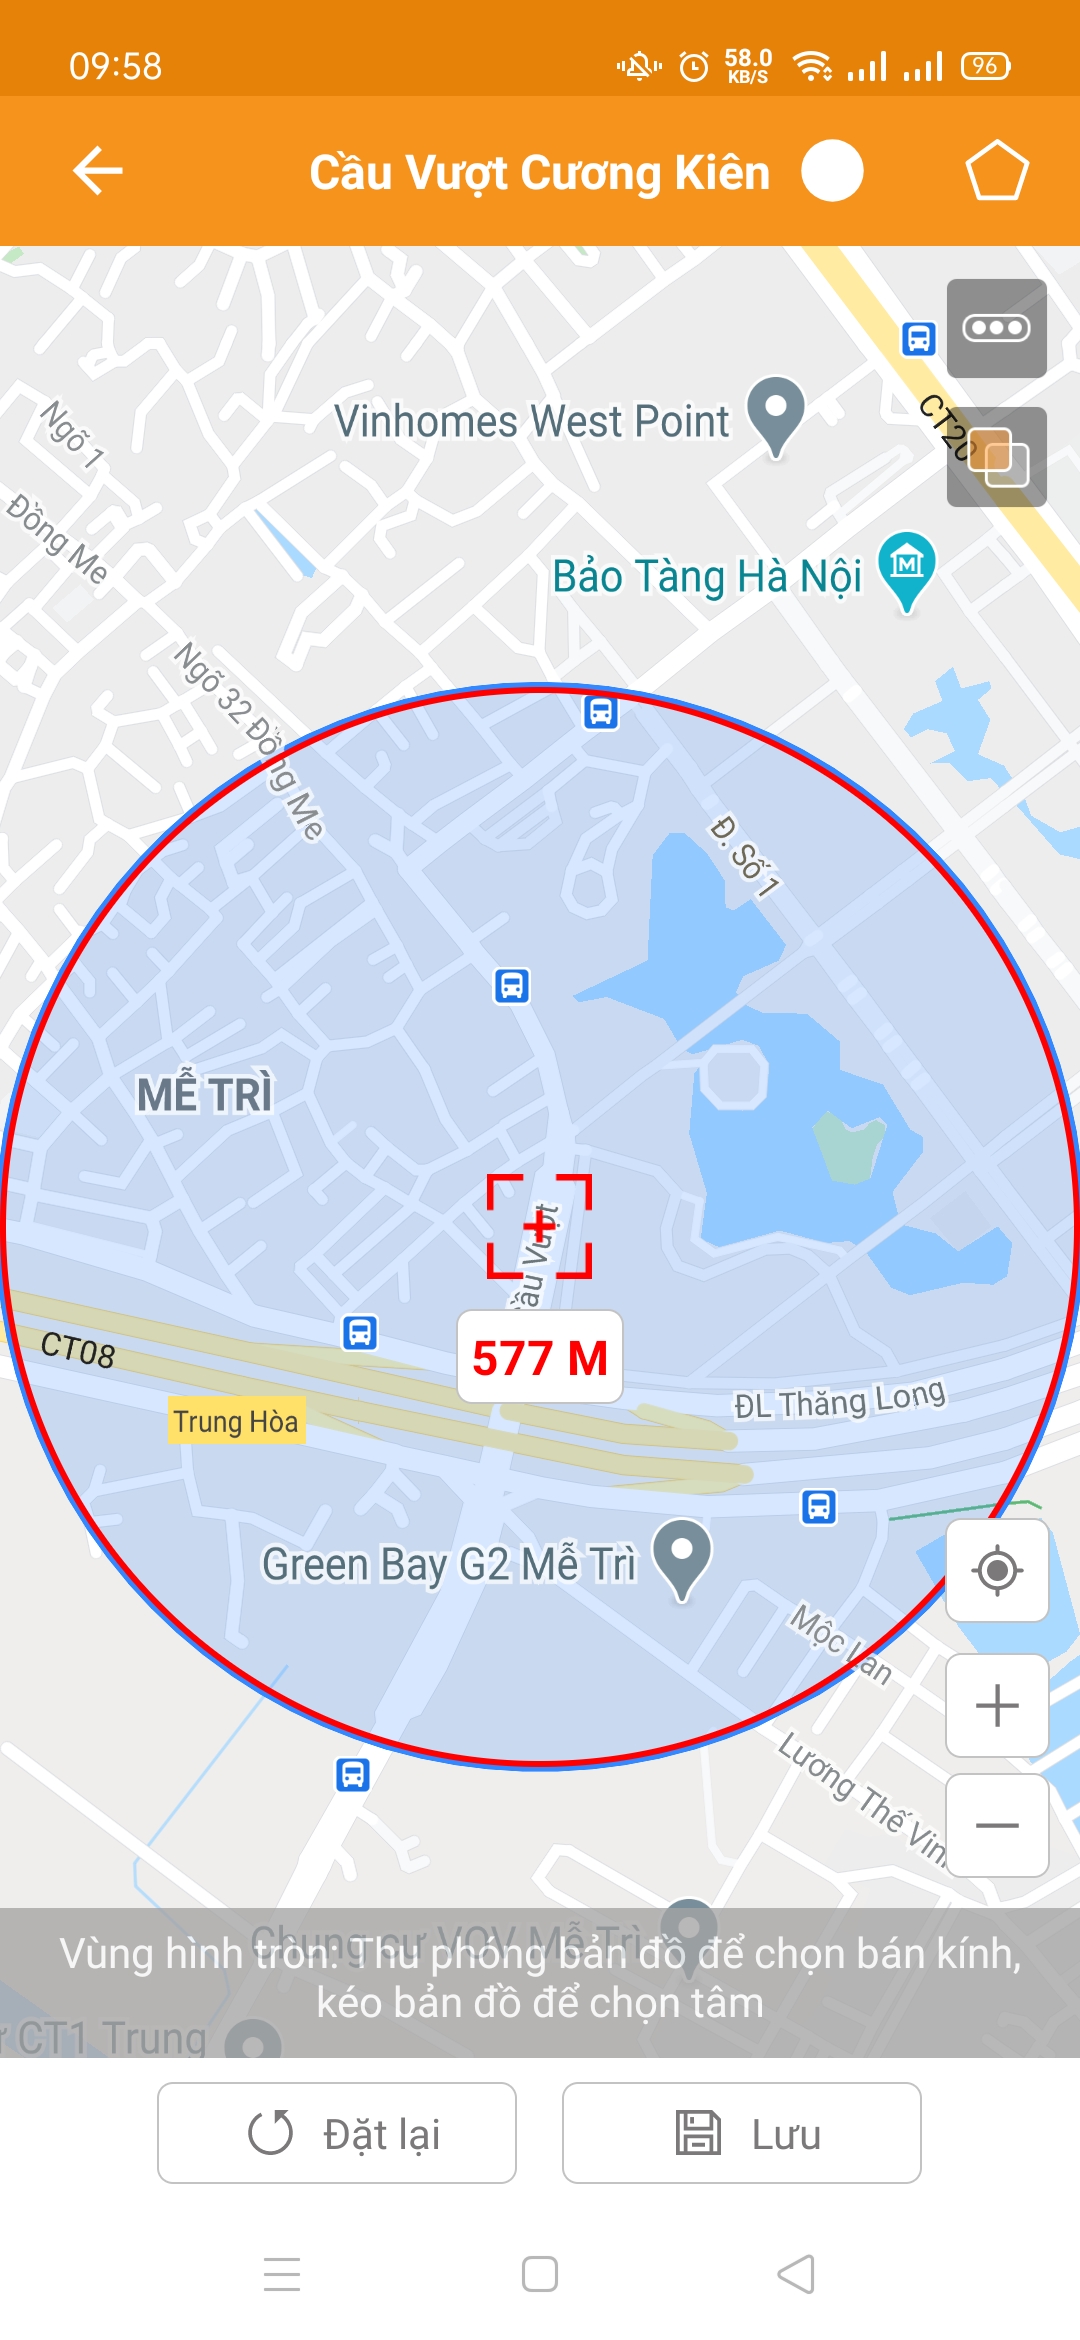 09:58
58.0
KB/S
96
Cầu Vượt Cương Kiên
CT20
Vinhomes West Point
Ngõ 1
Đồng Me
Bảo Tàng Hà Nội
M
Ngõ 32 Đồng Me
Đ. Số 1
MỄ TRÌ
ầu Vượt
577 M
CT08
ĐL Thăng Long
Trung Hòa
Green Bay G2 Mễ Trì
Mộc Lan
Lương Thế Vin
Chung cư VOV Mễ Trì
Vùng hình tròn: Thu phóng bản đồ để chọn bán kính,
kéo bản đồ để chọn tâm
ư CT1 Trung
Đặt lại
Lưu